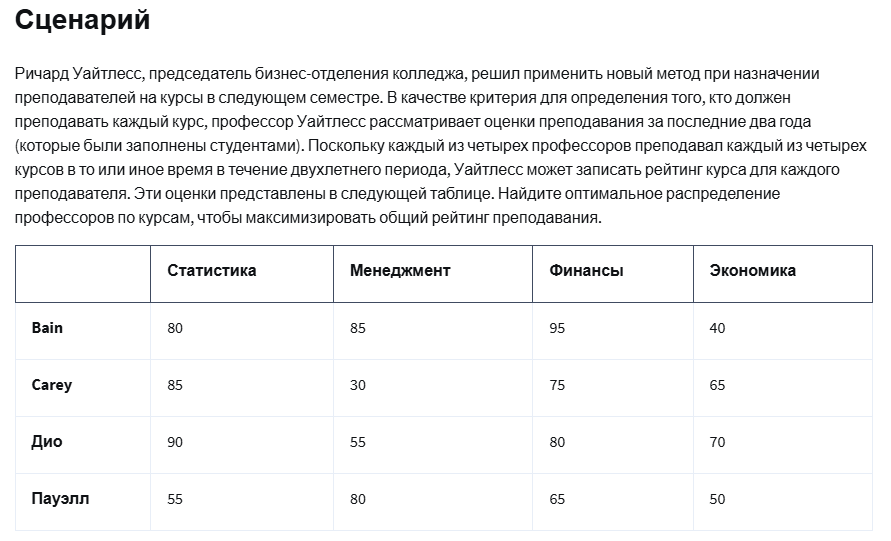 Сценарий
Ричард Уайтлесс, председатель бизнес-отделения колледжа, решил применить новый метод при назначении
преподавателей на курсы в следующем семестре. В качестве критерия для определения того, кто должен
преподавать каждый курс, профессор Уайтлесс рассматривает оценки преподавания за последние два года
(которые были заполнены студентами). Поскольку каждый из четырех профессоров преподавал каждый из четырех
курсов в то или иное время в течение двухлетнего периода, Уайтлесс может записать рейтинг курса для каждого
преподавателя. Эти оценки представлены в следующей таблице. Найдите оптимальное распределение
профессоров по курсам, чтобы максимизировать общий рейтинг преподавания.
Статистика Менеджмент Финансы Экономика
Bain 80 85 95 40
Carey 85 30 75 65
Дио 90 55 80 70
Пауэлл 55 80 65 50